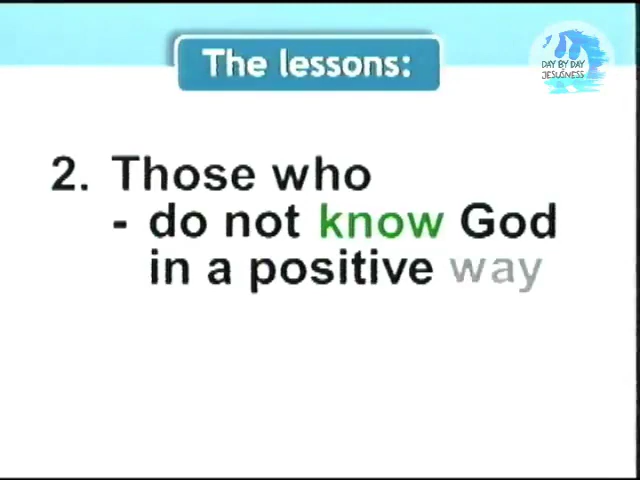 The lessons:
DAY BY DAY
JESUSNESS
2. Those who
- do not know God
in a positive way